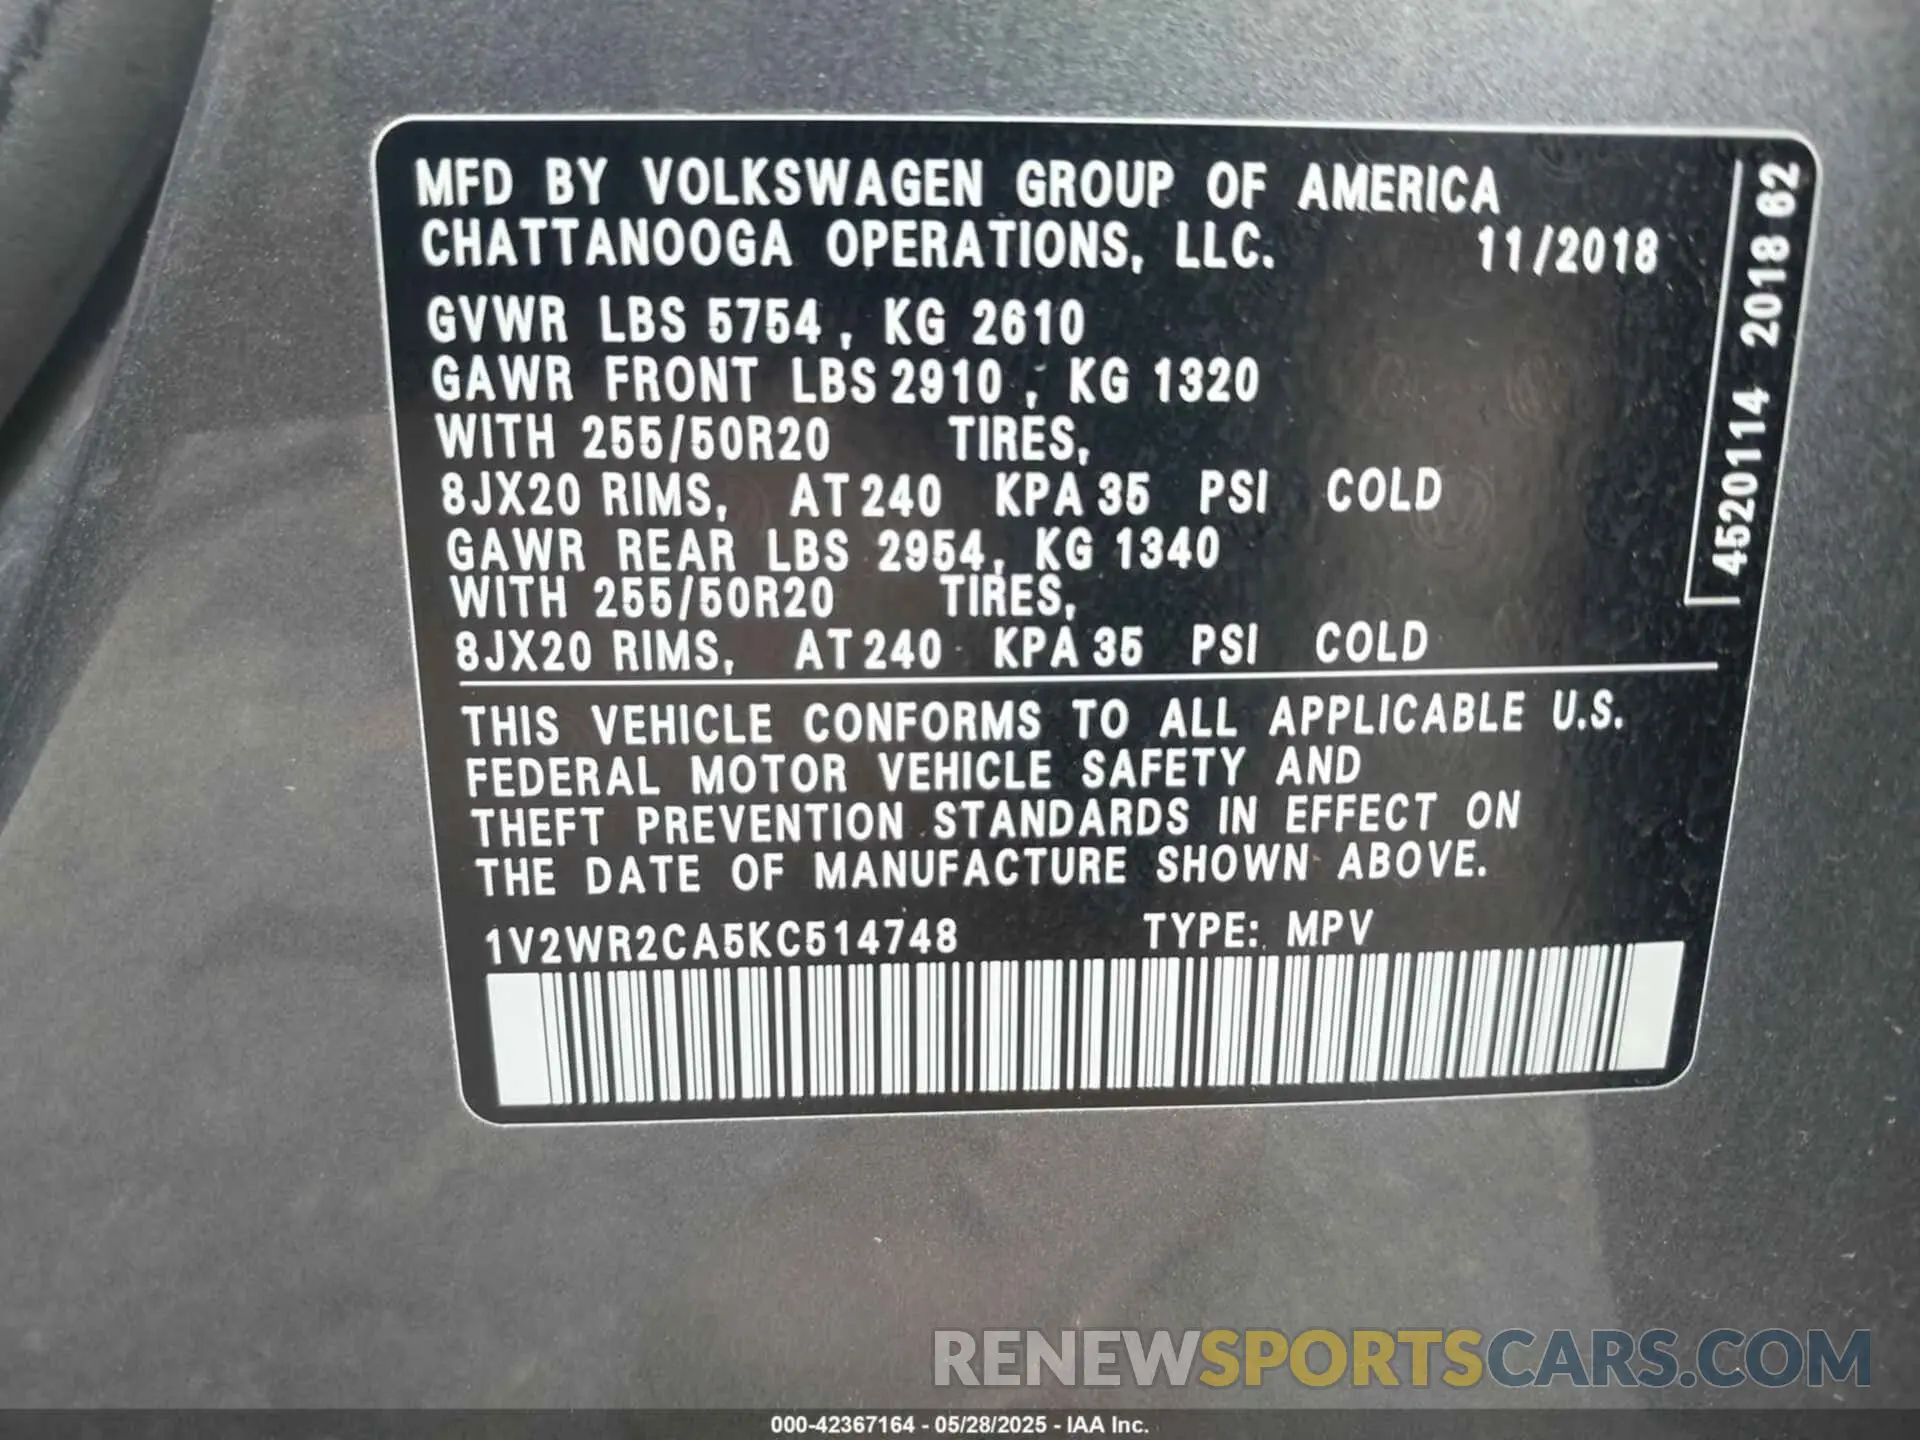 MFD BY VOLKSWAGEN GROUP OF AMERICA
CHATTANOOGA OPERATIONS, LLC. 11/2018
GVWR LBS 5754, KG 2610
GAWR FRONT LBS 2910, KG 1320
WITH 255/50R20 TIRES,
8JX20 RIMS, AT 240 KPA 35 PSI COLD
GAWR REAR LBS 2954, KG 1340
WITH 255/50R20 TIRES,
8JX20 RIMS, AT 240 KPA 35 PSI COLD
THIS VEHICLE CONFORMS TO ALL APPLICABLE U.S.
FEDERAL MOTOR VEHICLE SAFETY AND
THEFT PREVENTION STANDARDS IN EFFECT ON
THE DATE OF MANUFACTURE SHOWN ABOVE.
1V2WR2CA5KC514748 TYPE: MPV
4520114 2018 62
RENEWSPORTSCARS.COM
000-42367164 - 05/28/2025 - IAA Inc.